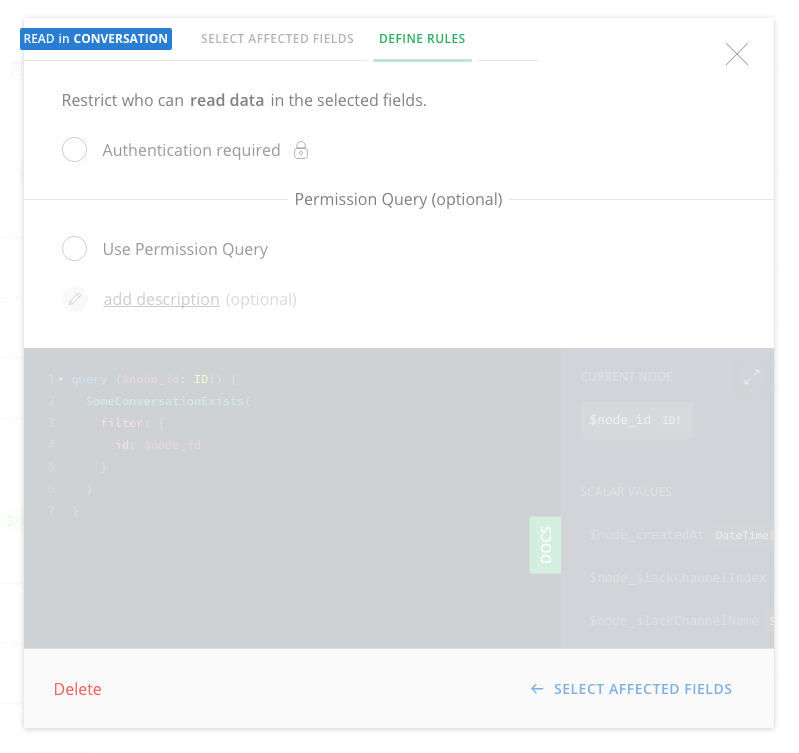 READ in CONVERSATION SELECT AFFECTED FIELDS DEFINE RULES
Restrict who can read data in the selected fields.
Authentication required
Permission Query (optional)
Use Permission Query
add description (optional)
1 query ($node_id: ID!) {
2 SomeConversationExists(
3 filter: {
4 id: $node_id
5 }
6 )
7 }
DOCS
CURRENT NODE
$node_id ID!
SCALAR VALUES
$node_createdAt DateTime!
$node_slackChannelIndex
$node_slackChannelName S
Delete
← SELECT AFFECTED FIELDS